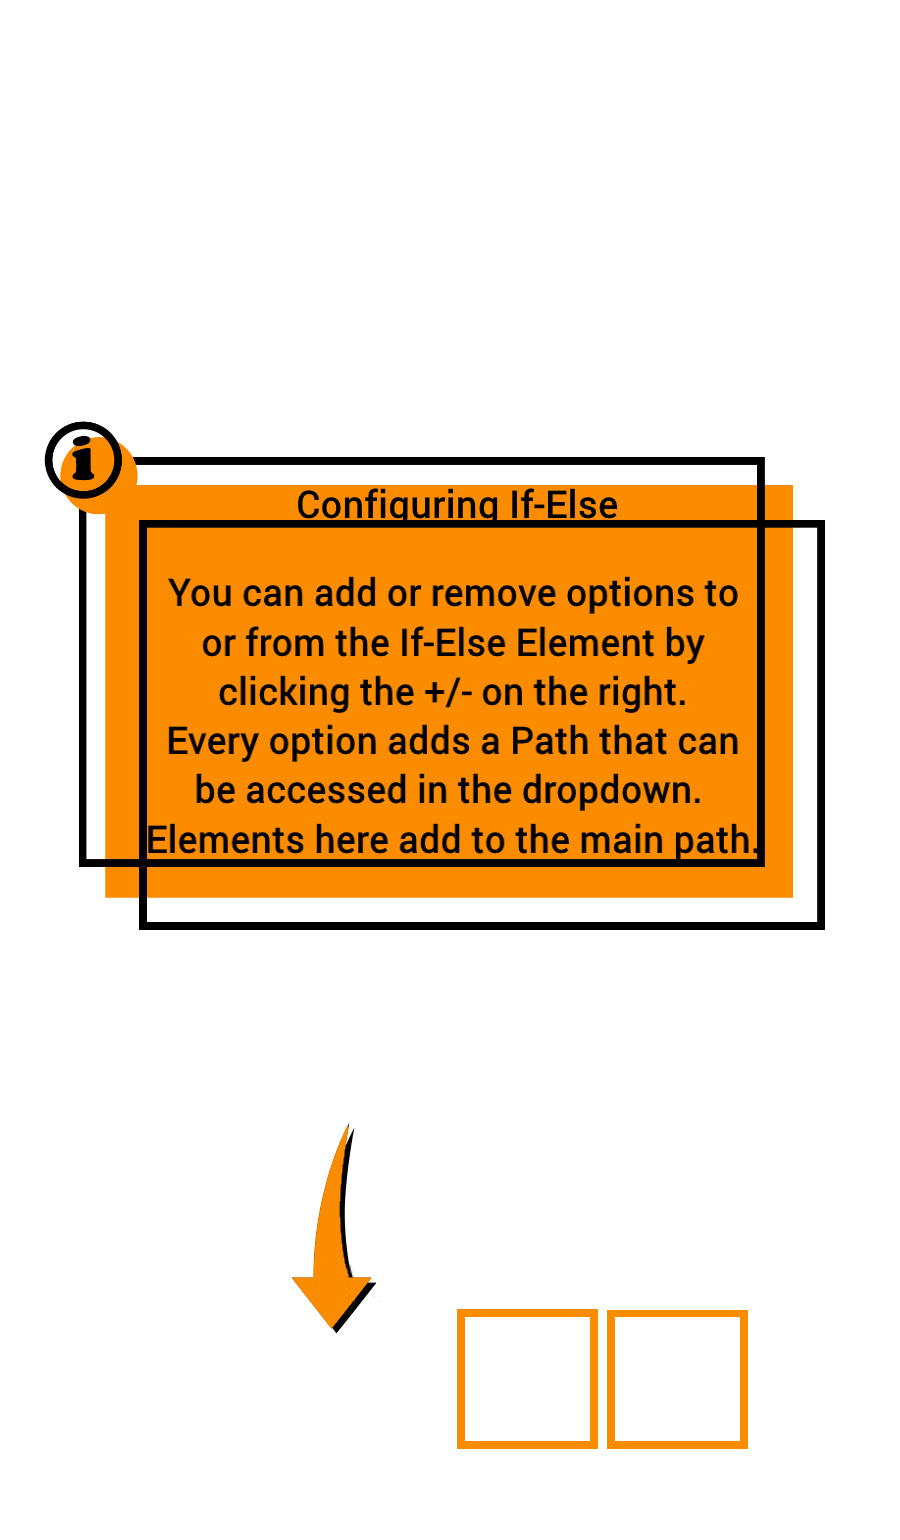 i
Configuring If-Else
You can add or remove options to
or from the If-Else Element by
clicking the +/- on the right.
Every option adds a Path that can
be accessed in the dropdown.
Elements here add to the main path.